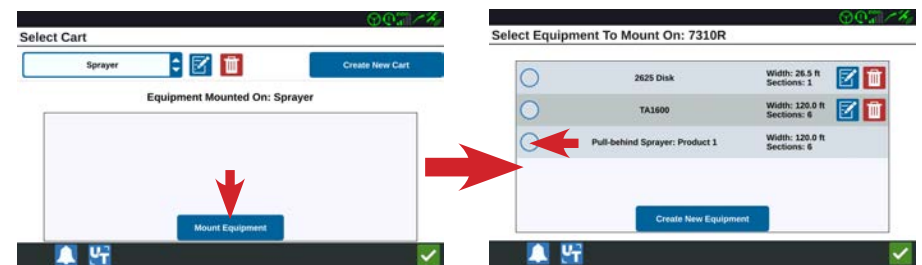 Select Cart
Sprayer
Create New Cart
Equipment Mounted On: Sprayer
Mount Equipment
UT
Select Equipment To Mount On: 7310R
2625 Disk
Width: 26.5 ft
Sections: 1
TA1600
Width: 120.0 ft
Sections: 6
Pull-behind Sprayer: Product 1
Width: 120.0 ft
Sections: 6
Create New Equipment
UT